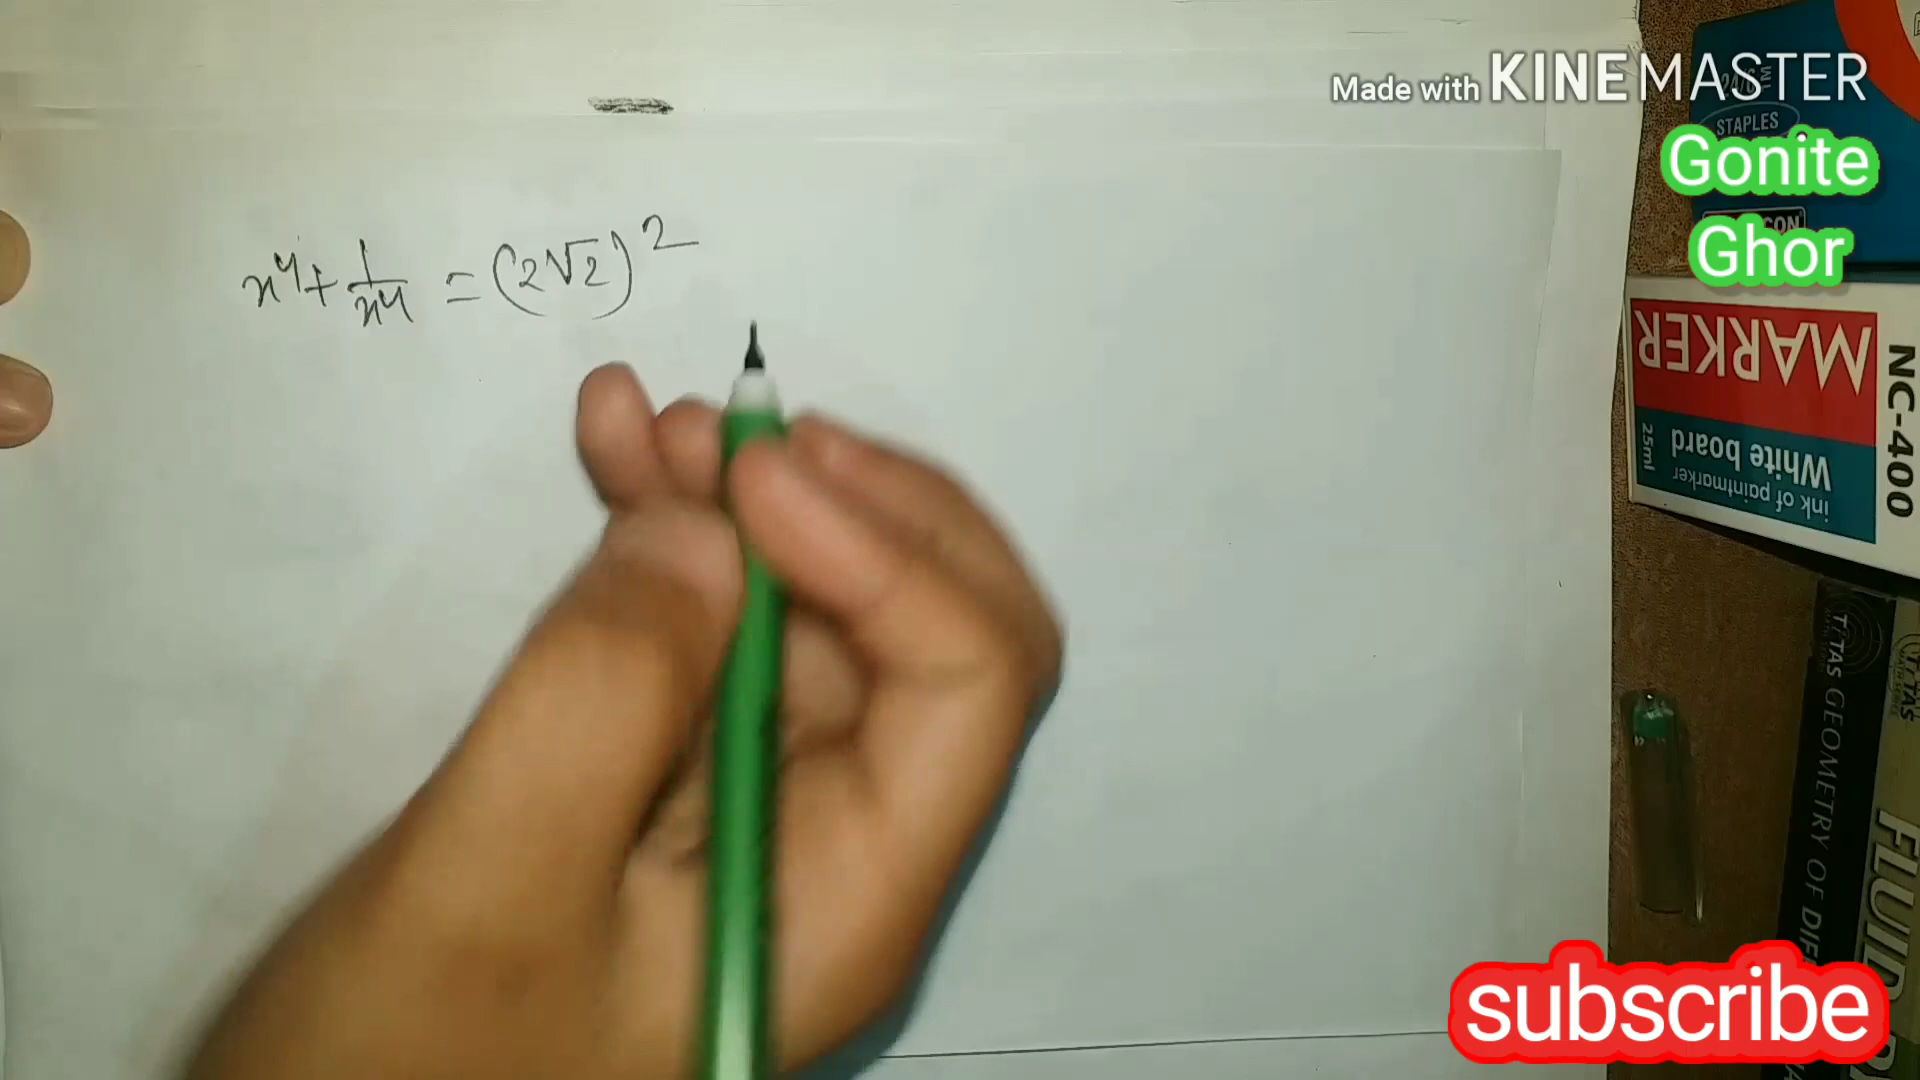 Made with KINEMASTER
Gonite
Ghor
x⁴ + 1/x⁴ = (2√2)²
STAPLES
MARKER
NC-400
White board
25ml
ink of paintmarker
TITAS GEOMETRY OF
FLUID
subscribe